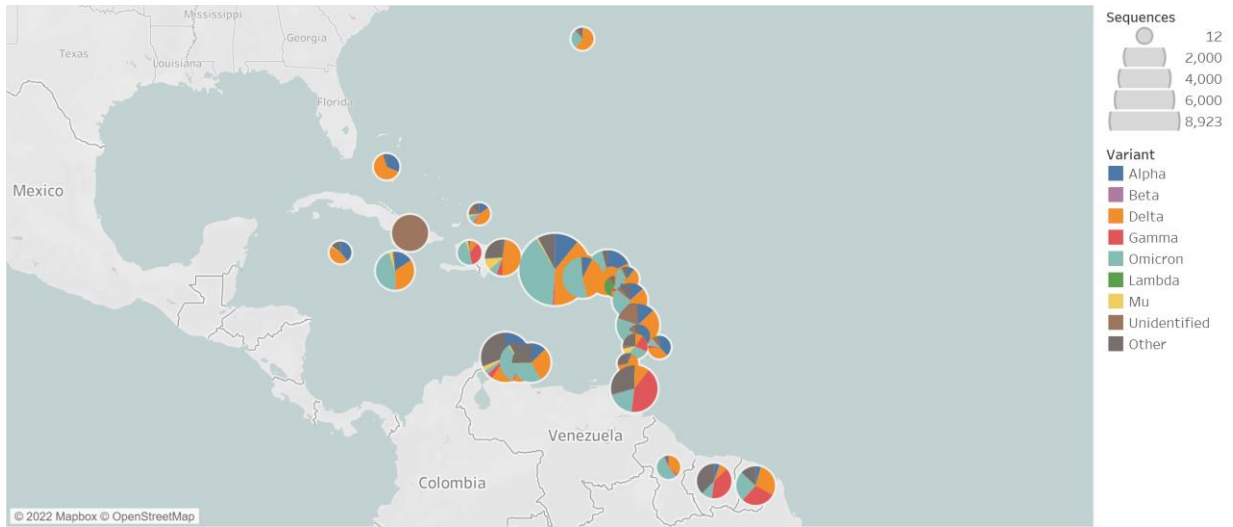 Mississippi
Texas
Georgia
Louisiana
Florida
Mexico
Venezuela
Colombia
© 2022 Mapbox © OpenStreetMap
Sequences
12
2,000
4,000
6,000
8,923
Variant
Alpha
Beta
Delta
Gamma
Omicron
Lambda
Mu
Unidentified
Other